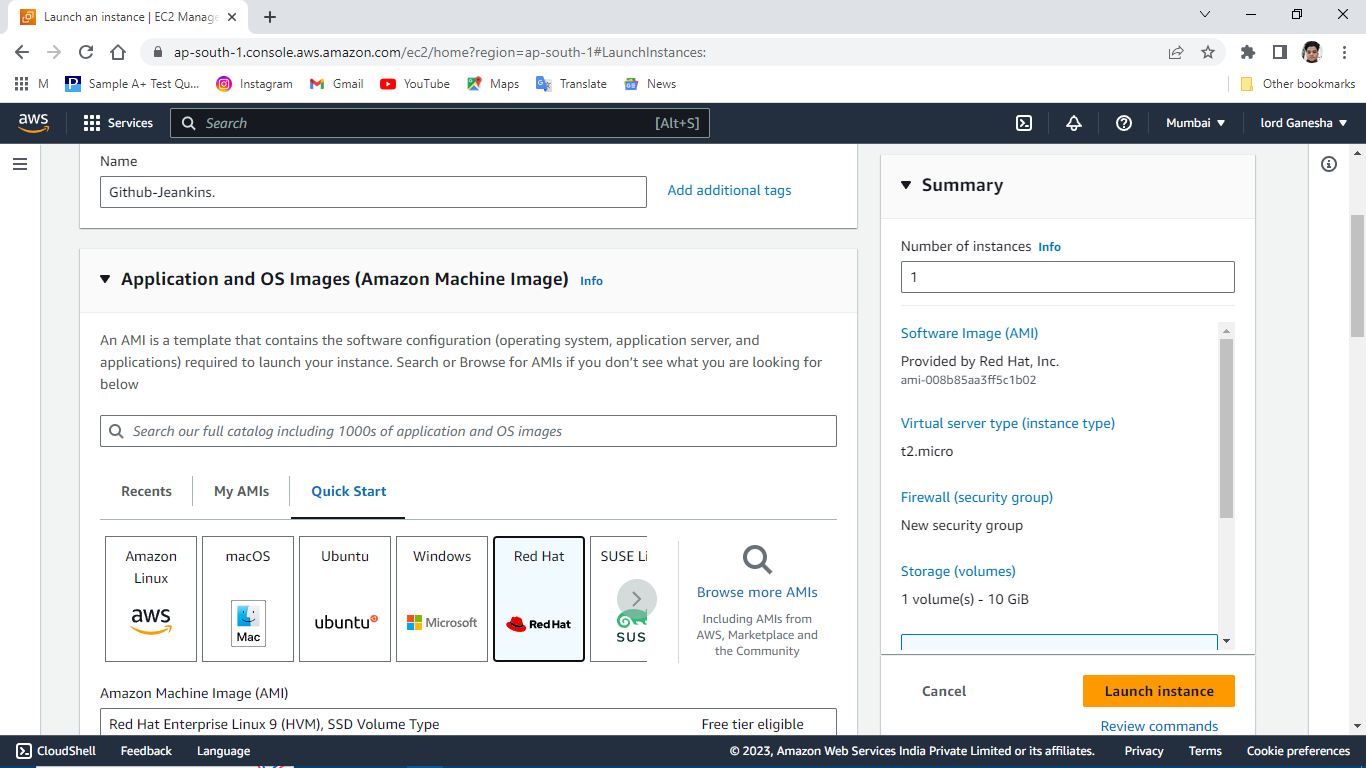 Launch an instance | EC2 Manage
ap-south-1.console.aws.amazon.com/ec2/home?region=ap-south-1#LaunchInstances:
M
Sample A+ Test Qu...
Instagram
Gmail
YouTube
Maps
Translate
News
Other bookmarks
aws
Services
Search
[Alt+S]
Mumbai
lord Ganesha
Name
Github-Jeankins.
Add additional tags
Application and OS Images (Amazon Machine Image) Info
An AMI is a template that contains the software configuration (operating system, application server, and
applications) required to launch your instance. Search or Browse for AMIs if you don’t see what you are looking for
below
Search our full catalog including 1000s of application and OS images
Recents
My AMIs
Quick Start
Amazon
Linux
aws
macOS
Mac
Ubuntu
ubuntu
Windows
Microsoft
Red Hat
Red Hat
SUSE Li
SUS
Browse more AMIs
Including AMIs from
AWS, Marketplace and
the Community
Amazon Machine Image (AMI)
Red Hat Enterprise Linux 9 (HVM), SSD Volume Type
Free tier eligible
Summary
Number of instances Info
1
Software Image (AMI)
Provided by Red Hat, Inc.
ami-008b85aa3ff5c1b02
Virtual server type (instance type)
t2.micro
Firewall (security group)
New security group
Storage (volumes)
1 volume(s) - 10 GiB
Cancel
Launch instance
Review commands
CloudShell
Feedback
Language
© 2023, Amazon Web Services India Private Limited or its affiliates.
Privacy
Terms
Cookie preferences